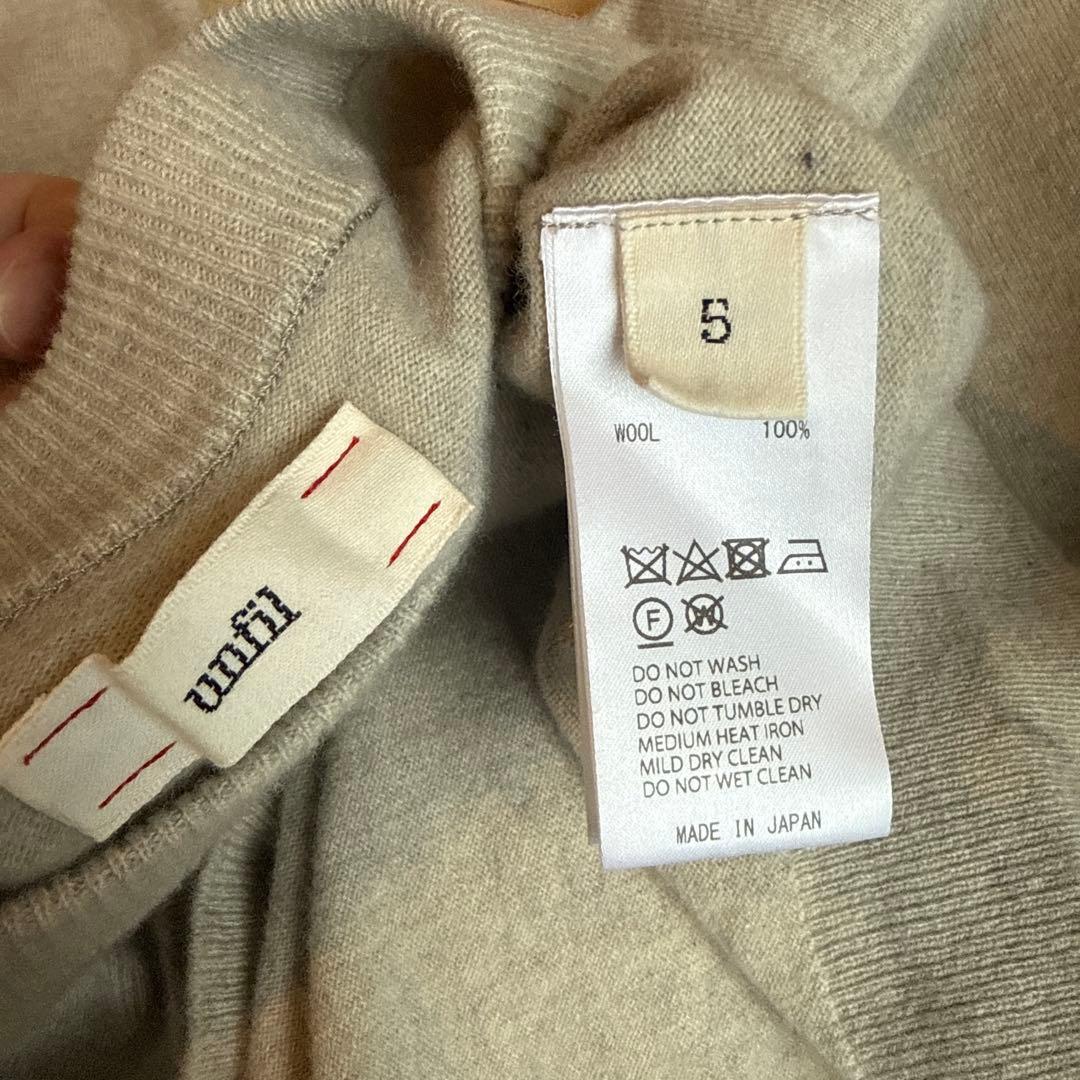 unfil
5
WOOL 100%
F
W
DO NOT WASH
DO NOT BLEACH
DO NOT TUMBLE DRY
MEDIUM HEAT IRON
MILD DRY CLEAN
DO NOT WET CLEAN
MADE IN JAPAN